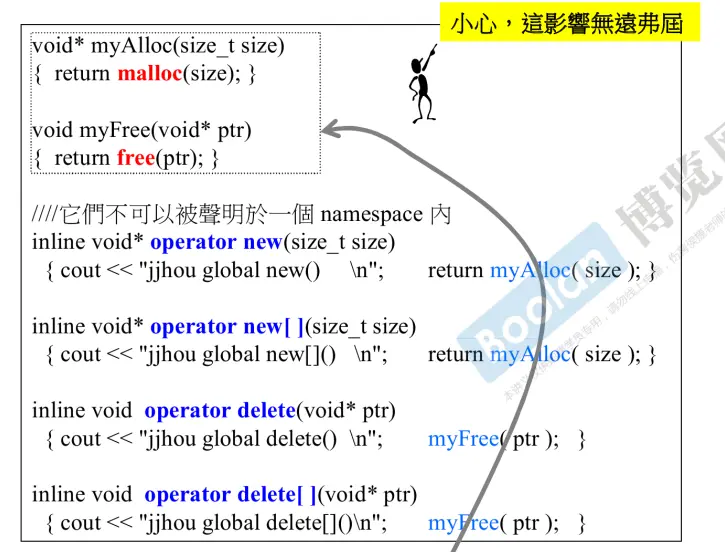 小心，這影響無遠弗屆
void* myAlloc(size_t size)
{ return malloc(size); }
void myFree(void* ptr)
{ return free(ptr); }
////它們不可以被聲明於一個 namespace 內
inline void* operator new(size_t size)
{ cout << "jjhou global new() \n"; return myAlloc( size ); }
inline void* operator new[ ](size_t size)
{ cout << "jjhou global new[]() \n"; return myAlloc( size ); }
inline void operator delete(void* ptr)
{ cout << "jjhou global delete() \n"; myFree( ptr ); }
inline void operator delete[ ](void* ptr)
{ cout << "jjhou global delete[]()\n"; myFree( ptr ); }
Boolan
博览网